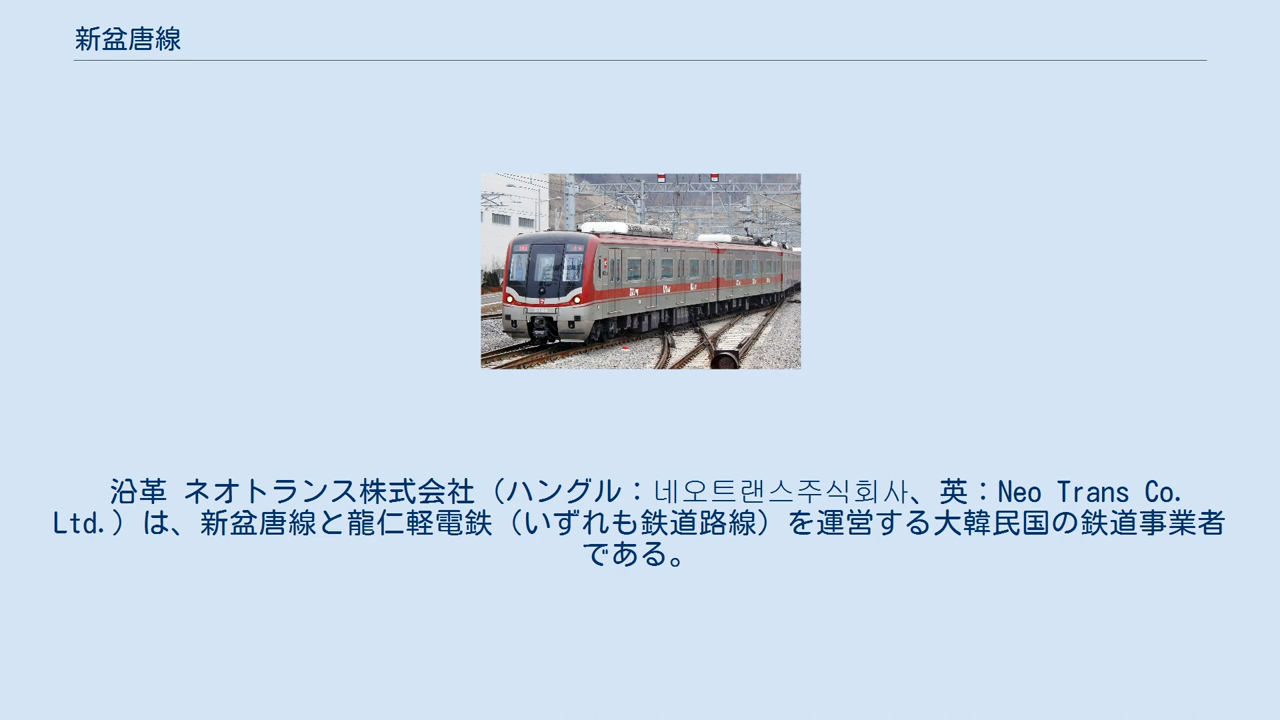 新盆唐線
沿革 ネオトランス株式会社（ハングル：네오트랜스주식회사、英：Neo Trans Co.
Ltd.）は、新盆唐線と龍仁軽電鉄（いずれも鉄道路線）を運営する大韓民国の鉄道事業者
である。